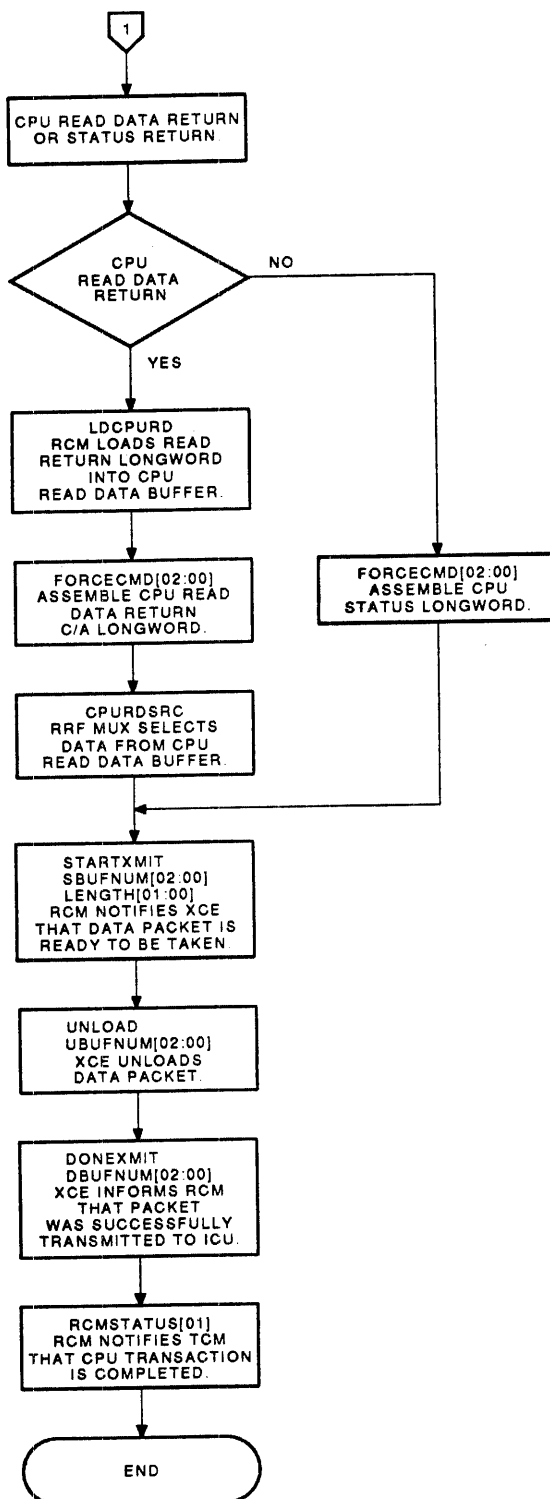 1
CPU READ DATA RETURN
OR STATUS RETURN.
CPU
READ DATA
RETURN
NO
YES
LDCPURD
RCM LOADS READ
RETURN LONGWORD
INTO CPU
READ DATA BUFFER.
FORCECMD[02:00]
ASSEMBLE CPU READ
DATA RETURN
C/A LONGWORD.
FORCECMD[02:00]
ASSEMBLE CPU
STATUS LONGWORD.
CPURDSRC
RRF MUX SELECTS
DATA FROM CPU
READ DATA BUFFER.
STARTXMIT
SBUFNUM[02:00]
LENGTH[01:00]
RCM NOTIFIES XCE
THAT DATA PACKET IS
READY TO BE TAKEN.
UNLOAD
UBUFNUM[02:00]
XCE UNLOADS
DATA PACKET.
DONEXMIT
DBUFNUM[02:00]
XCE INFORMS RCM
THAT PACKET
WAS SUCCESSFULLY
TRANSMITTED TO ICU.
RCMSTATUS[01]
RCM NOTIFIES TCM
THAT CPU TRANSACTION
IS COMPLETED.
END